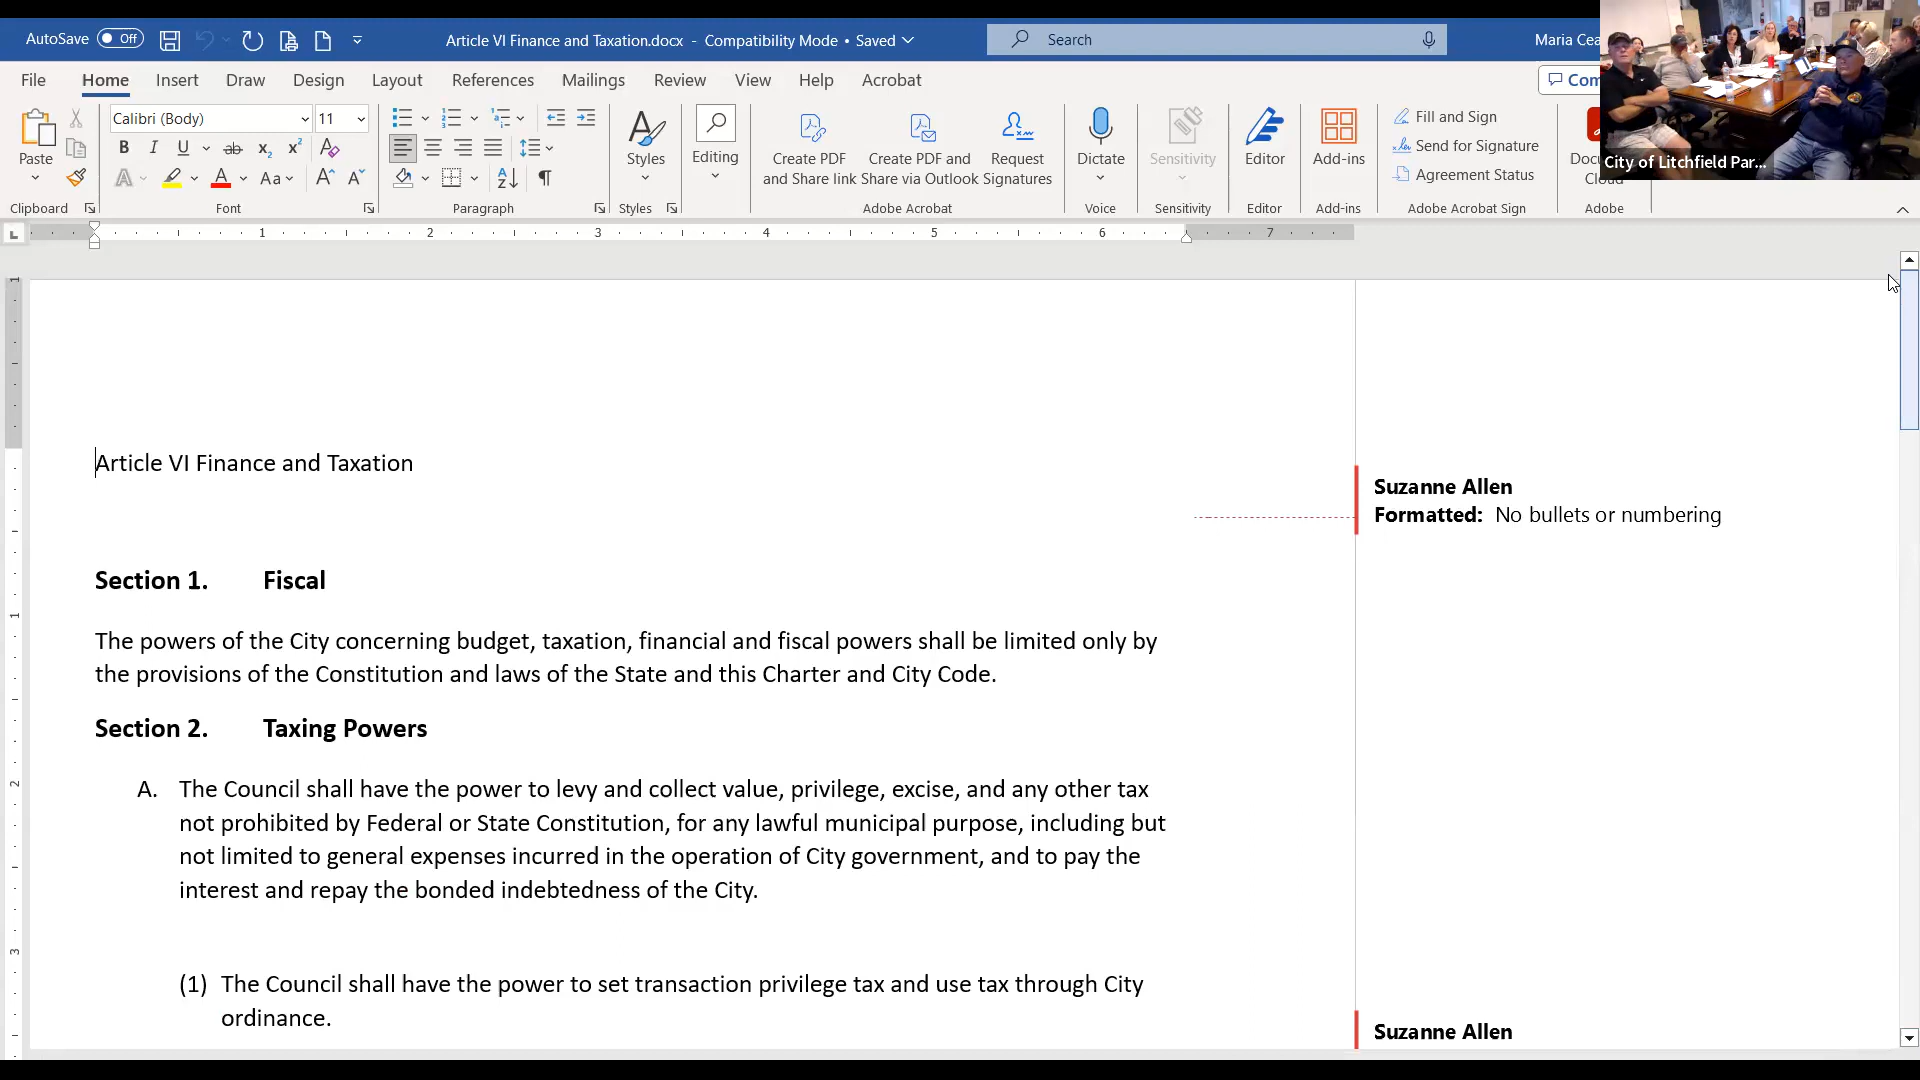 AutoSave Off
Article VI Finance and Taxation.docx - Compatibility Mode • Saved
Search
Maria Cea
File Home Insert Draw Design Layout References Mailings Review View Help Acrobat
Com
Calibri (Body) 11
Paste
Styles
Editing
Create PDF and Share link
Create PDF and Share via Outlook
Request Signatures
Dictate
Sensitivity
Editor
Add-ins
Fill and Sign
Send for Signature
Agreement Status
Clipboard Font Paragraph Styles Adobe Acrobat Voice Sensitivity Editor Add-ins Adobe Acrobat Sign Adobe
City of Litchfield Par...
1 2 3 4 5 6 7
Article VI Finance and Taxation
Suzanne Allen
Formatted: No bullets or numbering
Section 1. Fiscal
The powers of the City concerning budget, taxation, financial and fiscal powers shall be limited only by
the provisions of the Constitution and laws of the State and this Charter and City Code.
Section 2. Taxing Powers
A. The Council shall have the power to levy and collect value, privilege, excise, and any other tax
not prohibited by Federal or State Constitution, for any lawful municipal purpose, including but
not limited to general expenses incurred in the operation of City government, and to pay the
interest and repay the bonded indebtedness of the City.
(1) The Council shall have the power to set transaction privilege tax and use tax through City
ordinance.
Suzanne Allen